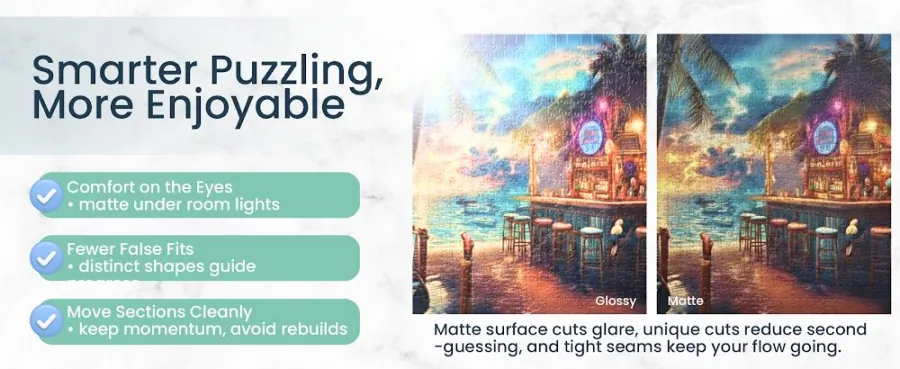 Smarter Puzzling,
More Enjoyable
Comfort on the Eyes
• matte under room lights
Fewer False Fits
• distinct shapes guide
progress
Move Sections Cleanly
• keep momentum, avoid rebuilds
Glossy
Matte
Matte surface cuts glare, unique cuts reduce second
-guessing, and tight seams keep your flow going.